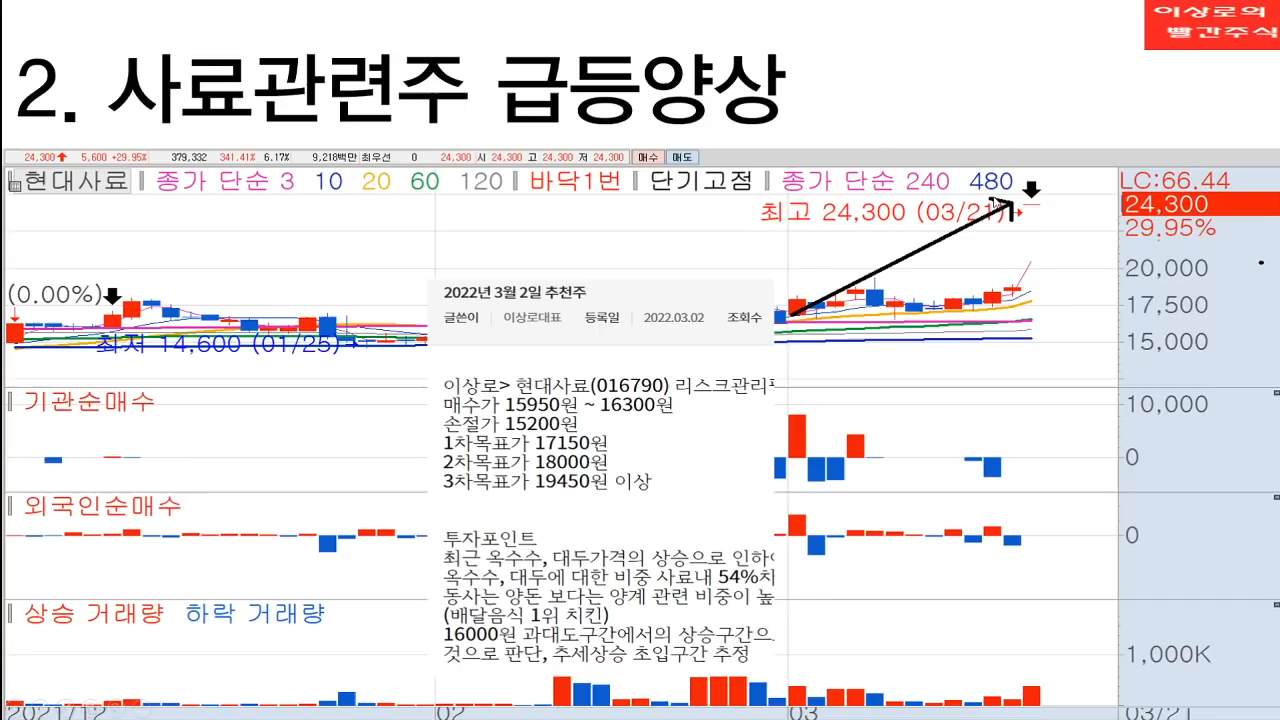 이상로의
빨간주식
2. 사료관련주 급등양상
24,300 5,600 +29.95% 379,332 341.41% 6.17% 9,218백만 최우선 0 24,300 시 24,300 고 24,300 저 24,300 매수 매도
현대사료 종가 단순 3 10 20 60 120 바닥1번 단기고점 종가 단순 240 480
LC:66.44
24,300
29.95%
최고 24,300 (03/21)
20,000
17,500
15,000
(0.00%)
최저 14,600 (01/25)
2022년 3월 2일 추천주
글쓴이 이상로대표 등록일 2022.03.02 조회수
이상로> 현대사료(016790) 리스크관리
매수가 15950원 ~ 16300원
손절가 15200원
1차목표가 17150원
2차목표가 18000원
3차목표가 19450원 이상
투자포인트
최근 옥수수, 대두가격의 상승으로 인하
옥수수, 대두에 대한 비중 사료내 54%차
동사는 양돈 보다는 양계 관련 비중이 높
(배달음식 1위 치킨)
16000원 과대도구간에서의 상승구간으
것으로 판단, 추세상승 초입구간 추정
기관순매수
10,000
0
외국인순매수
0
상승 거래량 하락 거래량
1,000K
2021/12 02 03 03/21